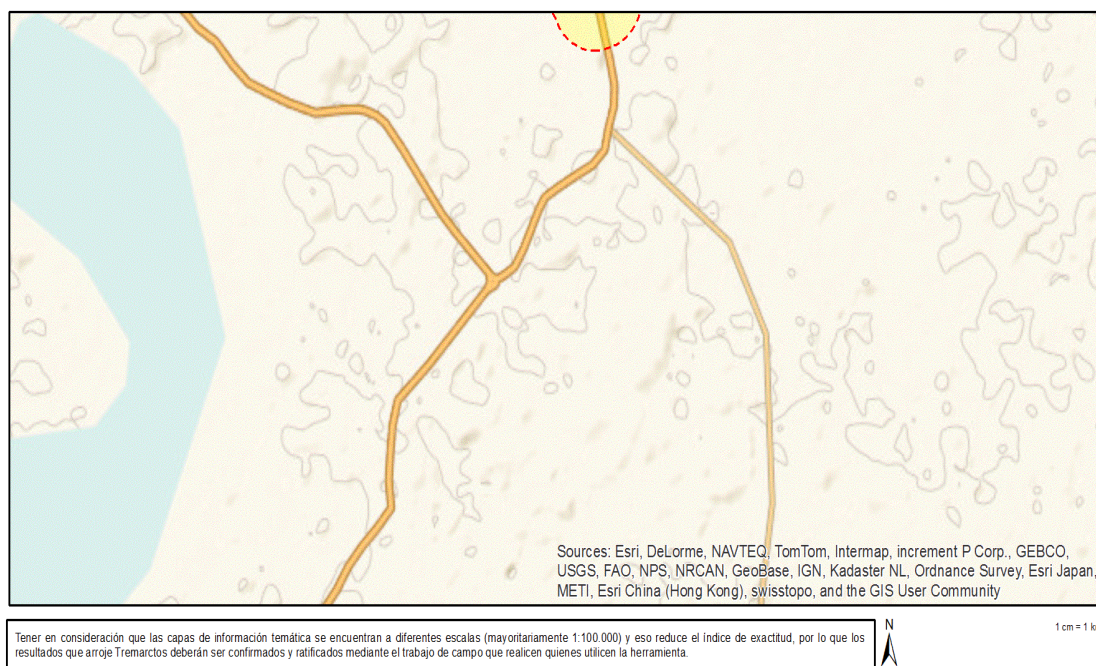 Sources: Esri, DeLorme, NAVTEQ, TomTom, Intermap, increment P Corp., GEBCO,
USGS, FAO, NPS, NRCAN, GeoBase, IGN, Kadaster NL, Ordnance Survey, Esri Japan,
METI, Esri China (Hong Kong), swisstopo, and the GIS User Community
Tener en consideración que las capas de información temática se encuentran a diferentes escalas (mayoritariamente 1:100.000) y eso reduce el índice de exactitud, por lo que los
resultados que arroje Tremarctos deberán ser confirmados y ratificados mediante el trabajo de campo que realicen quienes utilicen la herramienta.
N
1 cm = 1